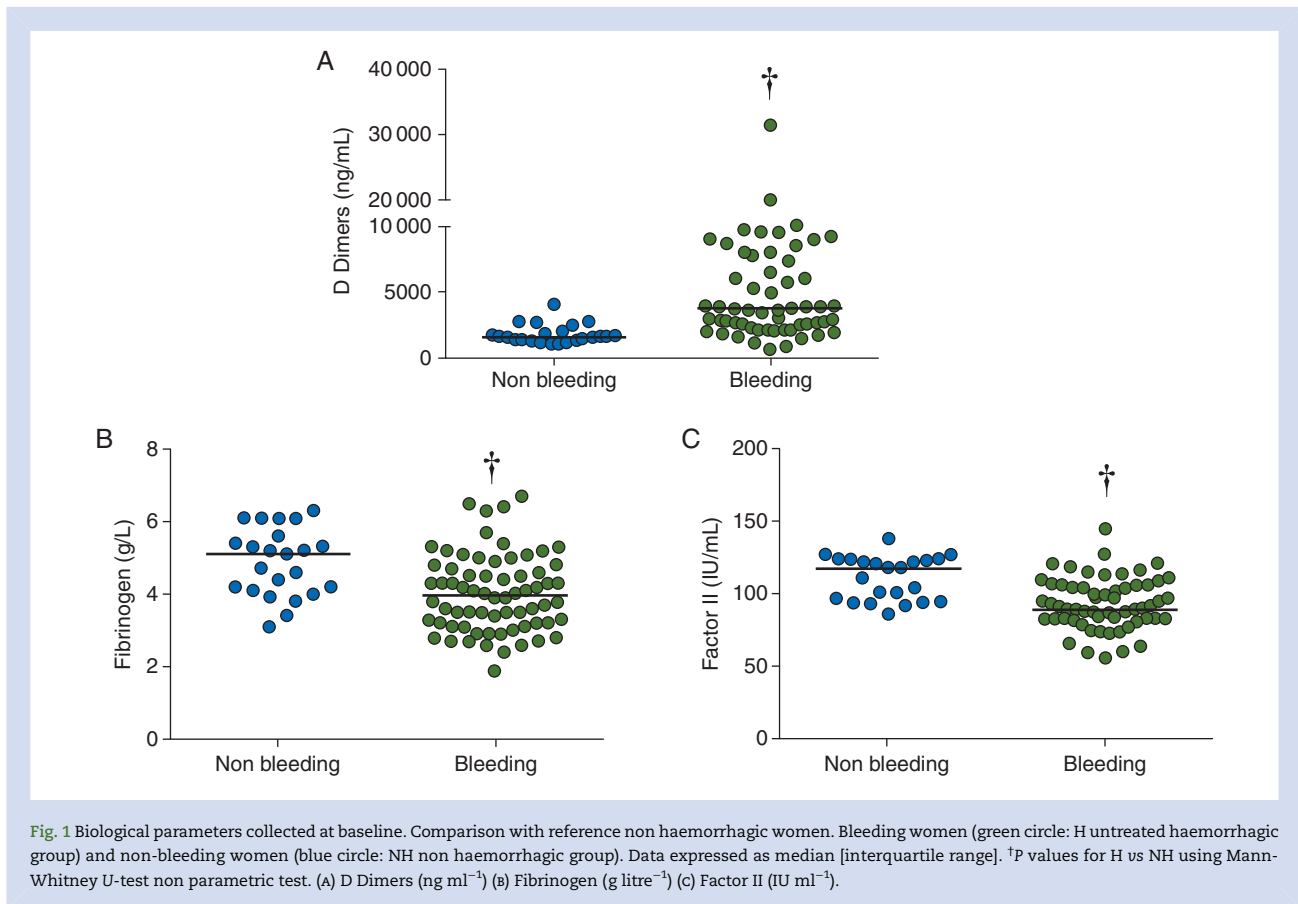 A
†
40 000
30 000
20 000
10 000
5000
0
D Dimers (ng/mL)
Non bleeding
Bleeding
B
†
8
6
4
2
0
Fibrinogen (g/L)
Non bleeding
Bleeding
C
†
200
150
100
50
0
Factor II (IU/mL)
Non bleeding
Bleeding
Fig. 1 Biological parameters collected at baseline. Comparison with reference non haemorrhagic women. Bleeding women (green circle: H untreated haemorrhagic
group) and non-bleeding women (blue circle: NH non haemorrhagic group). Data expressed as median [interquartile range]. †P values for H vs NH using Mann-
Whitney U-test non parametric test. (A) D Dimers (ng ml⁻¹) (B) Fibrinogen (g litre⁻¹) (C) Factor II (IU ml⁻¹).